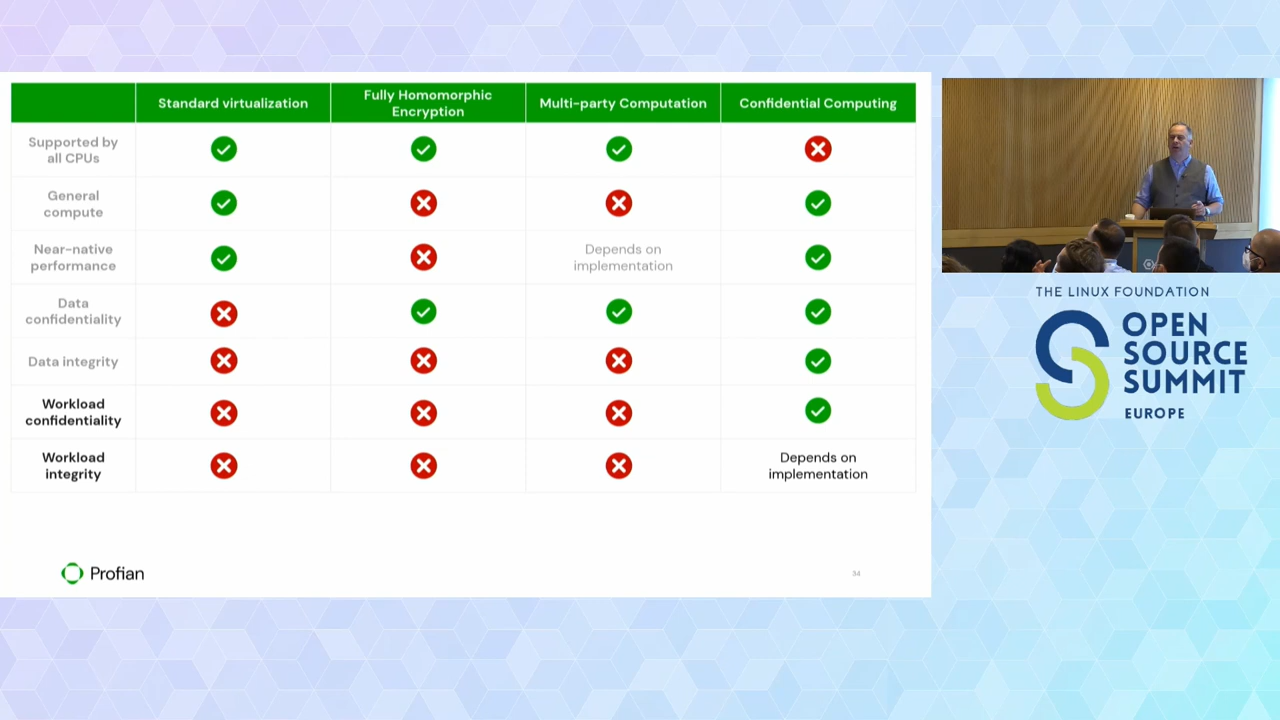 Standard virtualization
Fully Homomorphic
Encryption
Multi-party Computation
Confidential Computing
Supported by
all CPUs
General
compute
Near-native
performance
Depends on
implementation
Data
confidentiality
Data integrity
Workload
confidentiality
Workload
integrity
Depends on
implementation
Profian
34
THE LINUX FOUNDATION
OPEN
SOURCE
SUMMIT
EUROPE